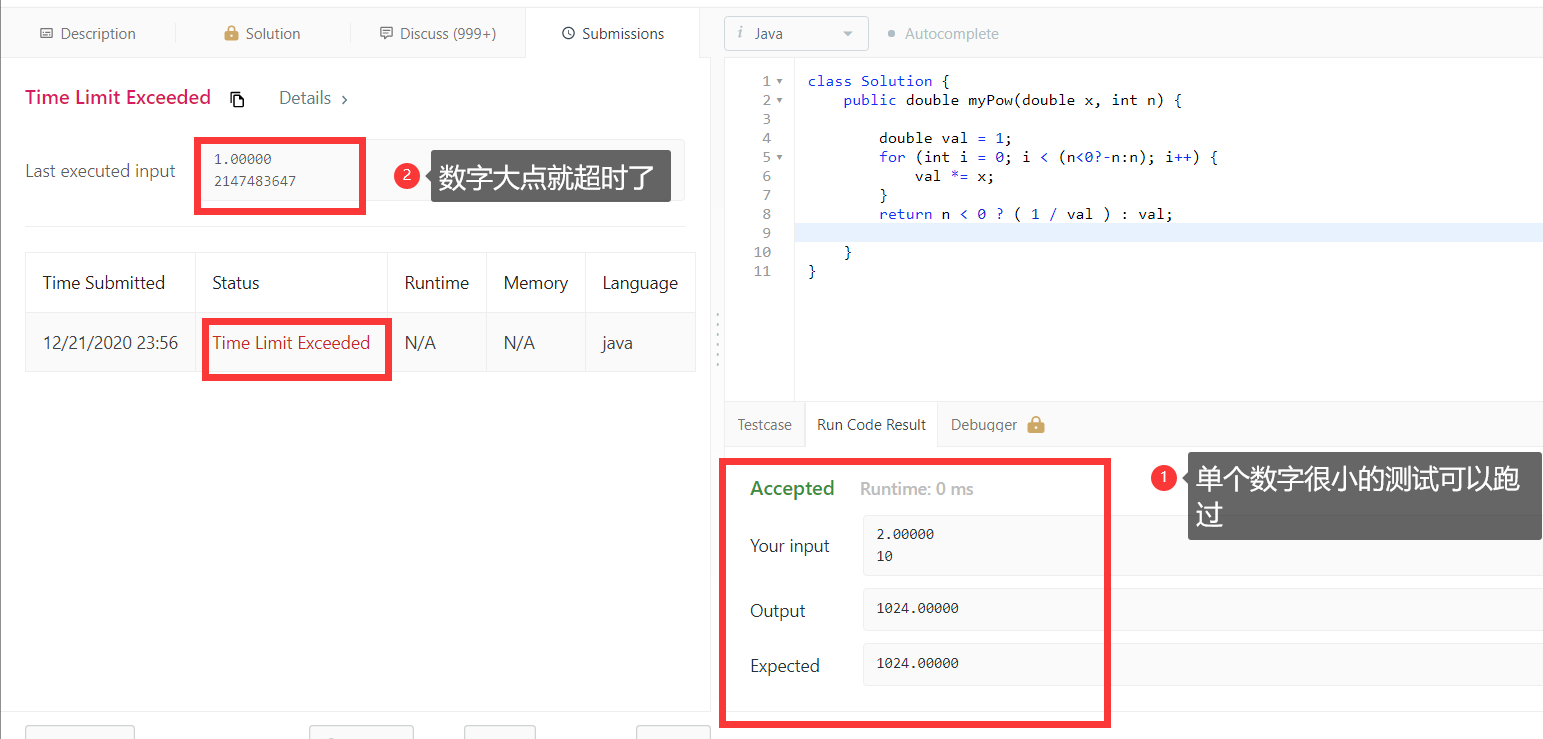 Description
Solution
Discuss (999+)
Submissions
i Java
Autocomplete
Time Limit Exceeded
Details >
Last executed input
1.00000
2147483647
2
数字大点就超时了
Time Submitted Status Runtime Memory Language
12/21/2020 23:56 Time Limit Exceeded N/A N/A java
1 class Solution {
2 public double myPow(double x, int n) {
3
4 double val = 1;
5 for (int i = 0; i < (n<0?-n:n); i++) {
6 val *= x;
7 }
8 return n < 0 ? ( 1 / val ) : val;
9
10 }
11 }
Testcase
Run Code Result
Debugger
Accepted Runtime: 0 ms
Your input
2.00000
10
Output
1024.00000
Expected
1024.00000
1
单个数字很小的测试可以跑
过